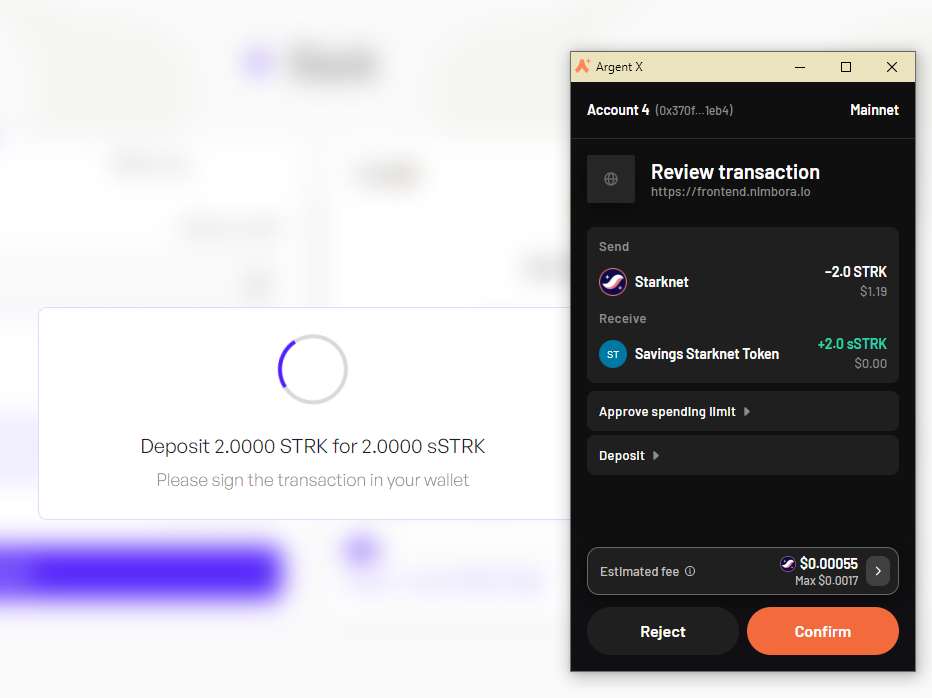 Deposit 2.0000 STRK for 2.0000 sSTRK
Please sign the transaction in your wallet
Argent X
Account 4 (0x370f...1eb4) Mainnet
Review transaction
https://frontend.nimbora.io
Send
Starknet -2.0 STRK
$1.19
Receive
ST Savings Starknet Token +2.0 sSTRK
$0.00
Approve spending limit
Deposit
Estimated fee $0.00055
Max $0.0017
Reject Confirm